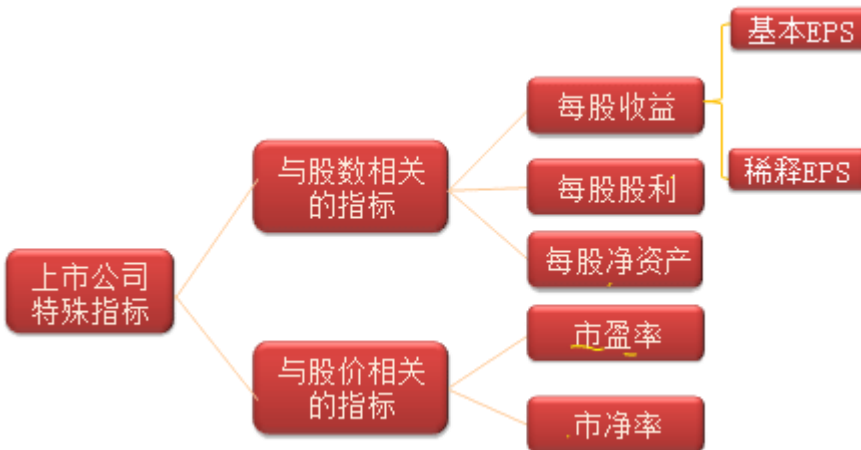 基本EPS
每股收益
稀释EPS
与股数相关
的指标
每股股利
每股净资产
上市公司
特殊指标
市盈率
与股价相关
的指标
市净率